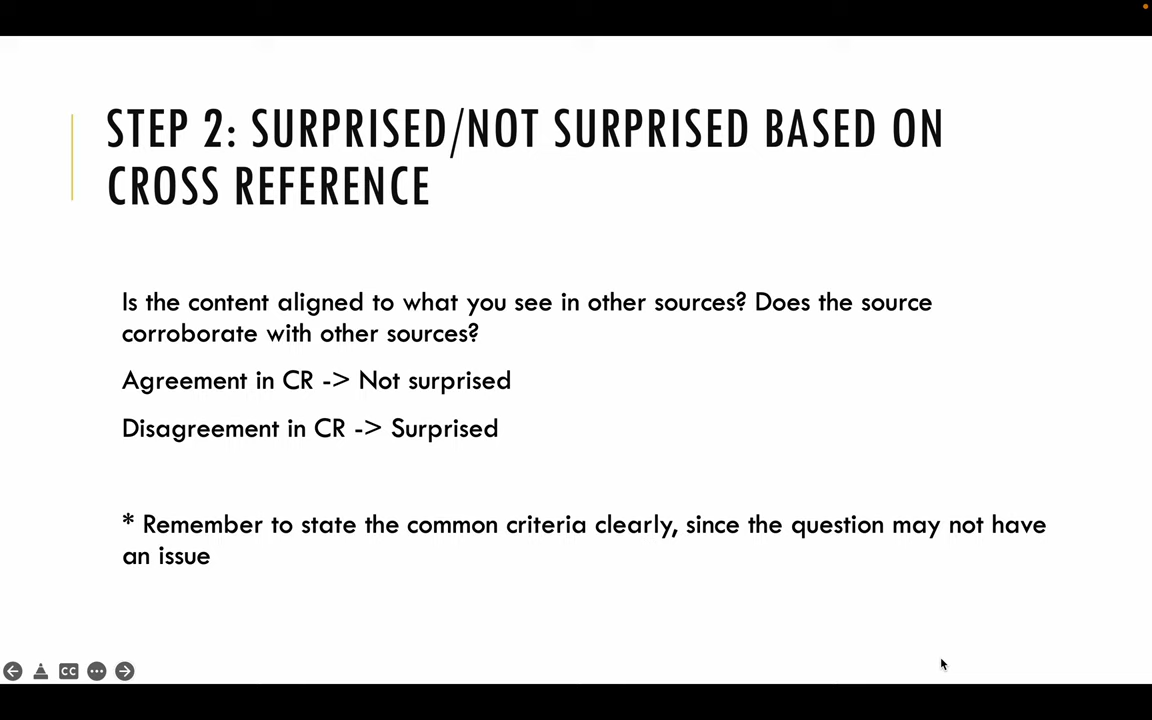 STEP 2: SURPRISED/NOT SURPRISED BASED ON
CROSS REFERENCE
Is the content aligned to what you see in other sources? Does the source
corroborate with other sources?
Agreement in CR -> Not surprised
Disagreement in CR -> Surprised
* Remember to state the common criteria clearly, since the question may not have
an issue
CC